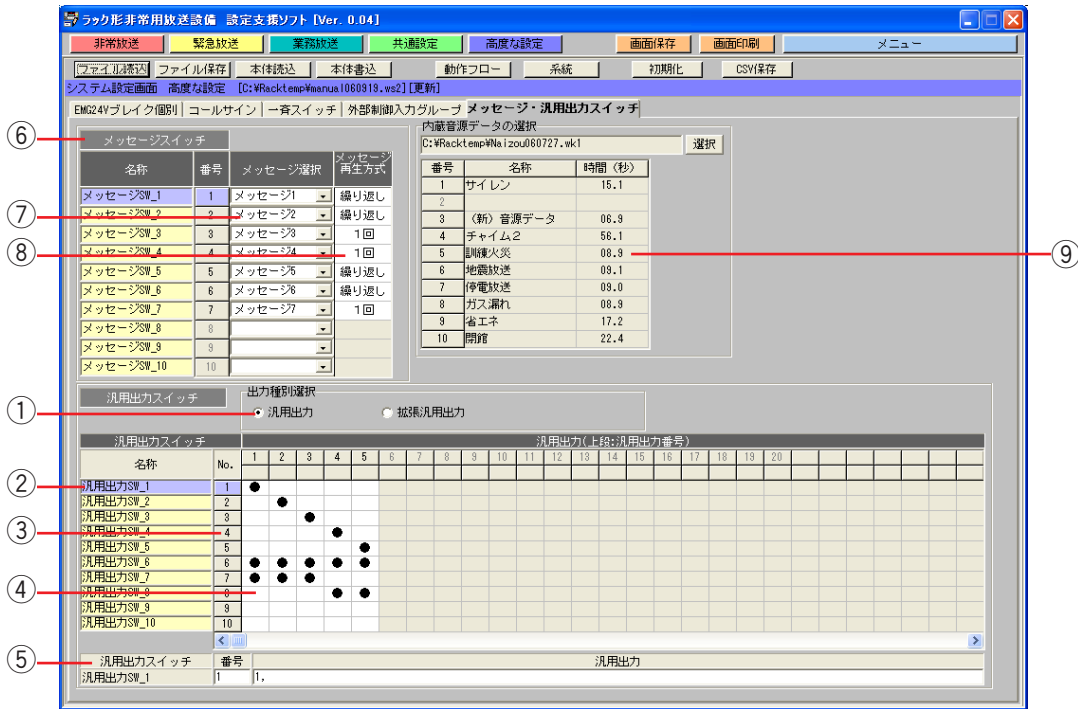 ラック形非常用放送設備 設定支援ソフト [Ver. 0.04]
非常放送 緊急放送 業務放送 共通設定 高度な設定 画面保存 画面印刷 メニュー
ファイル読込 ファイル保存 本体読込 本体書込 動作フロー 系統 初期化 CSV保存
システム設定画面 高度な設定 [C:¥Racktemp¥manual060919.ws2][更新]
EMG24Vブレイク個別 コールサイン 一斉スイッチ 外部制御入力グループ メッセージ・汎用出力スイッチ
⑥ メッセージスイッチ
名称 番号 メッセージ選択 メッセージ再生方式
メッセージSW_1 1 メッセージ1 繰り返し
⑦ メッセージSW_2 2 メッセージ2 繰り返し
メッセージSW_3 3 メッセージ3 1回
⑧ メッセージSW_4 4 メッセージ4 1回
メッセージSW_5 5 メッセージ5 繰り返し
メッセージSW_6 6 メッセージ6 繰り返し
メッセージSW_7 7 メッセージ7 1回
メッセージSW_8 8
メッセージSW_9 9
メッセージSW_10 10
内蔵音源データの選択
C:¥Racktemp¥Naizou060727.wk1 選択
番号 名称 時間（秒）
1 サイレン 15.1
2
3 （新）音源データ 06.9
4 チャイム2 56.1
5 訓練火災 08.9 ⑨
6 地震放送 09.1
7 停電放送 09.0
8 ガス漏れ 08.9
9 省エネ 17.2
10 閉館 22.4
汎用出力スイッチ 出力種別選択
① 汎用出力 拡張汎用出力
汎用出力スイッチ 汎用出力(上段:汎用出力番号)
名称 No. 1 2 3 4 5 6 7 8 9 10 11 12 13 14 15 16 17 18 19 20
② 汎用出力SW_1 1 ●
汎用出力SW_2 2 ●
汎用出力SW_3 3 ●
③ 汎用出力SW_4 4 ●
汎用出力SW_5 5 ●
汎用出力SW_6 6 ● ● ● ● ●
汎用出力SW_7 7 ● ● ●
④ 汎用出力SW_8 8 ● ●
汎用出力SW_9 9
汎用出力SW_10 10
⑤ 汎用出力スイッチ 番号 汎用出力
汎用出力SW_1 1 1,